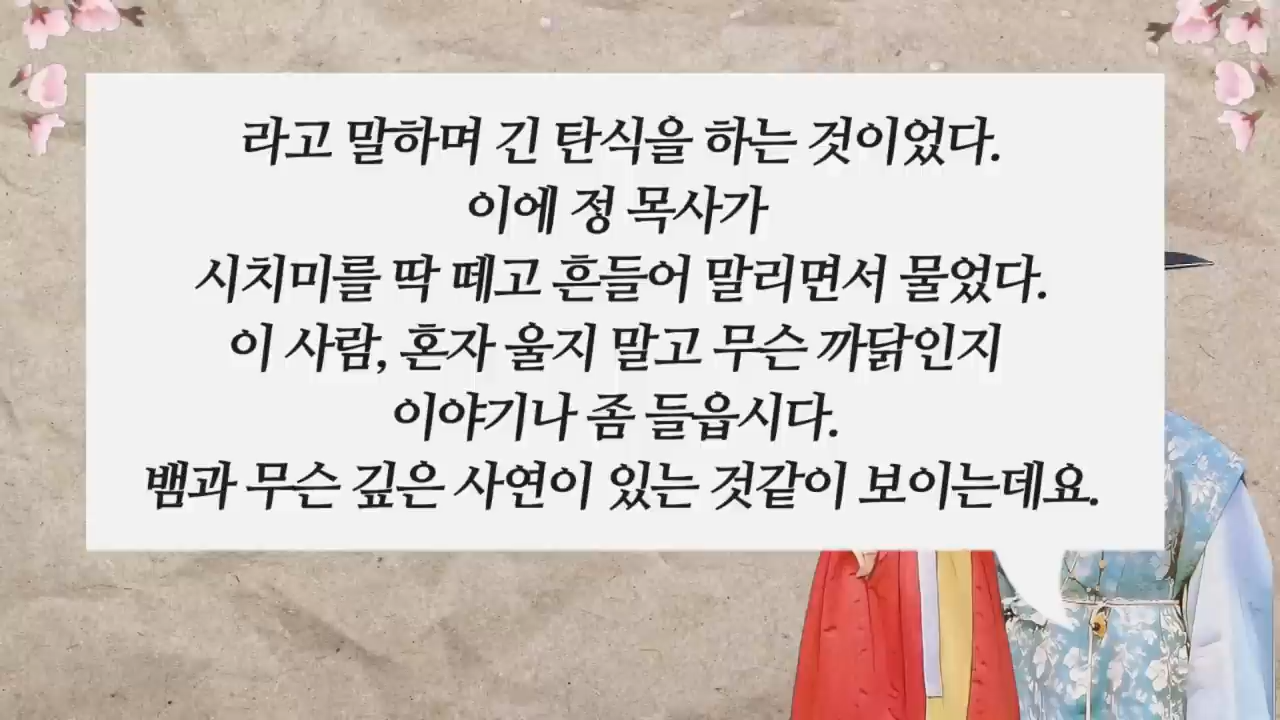 라고 말하며 긴 탄식을 하는 것이었다.
이에 정 목사가
시치미를 딱 떼고 흔들어 말리면서 물었다.
이 사람, 혼자 울지 말고 무슨 까닭인지
이야기나 좀 들읍시다.
뱀과 무슨 깊은 사연이 있는 것같이 보이는데요.